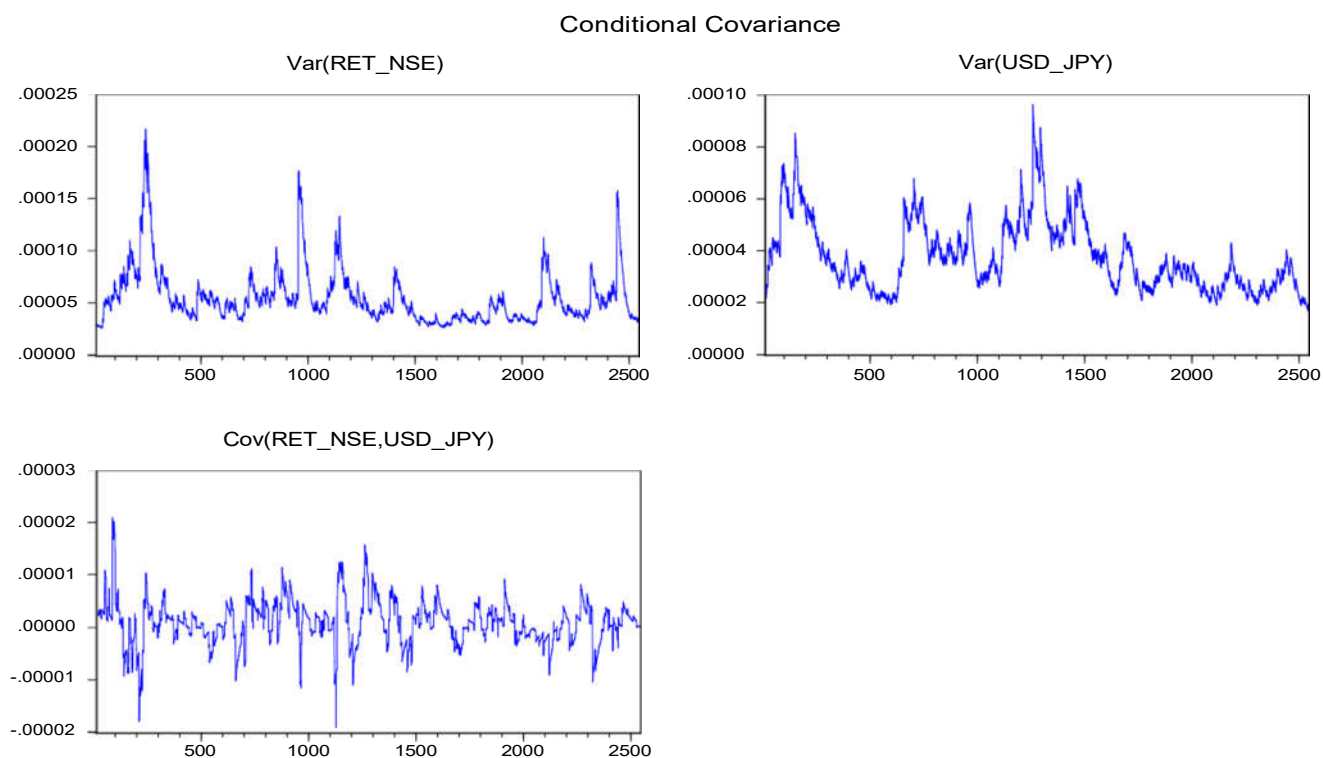 Conditional Covariance
Var(RET_NSE)
.00025
.00020
.00015
.00010
.00005
.00000
500 1000 1500 2000 2500
Var(USD_JPY)
.00010
.00008
.00006
.00004
.00002
.00000
500 1000 1500 2000 2500
Cov(RET_NSE,USD_JPY)
.00003
.00002
.00001
.00000
-.00001
-.00002
500 1000 1500 2000 2500